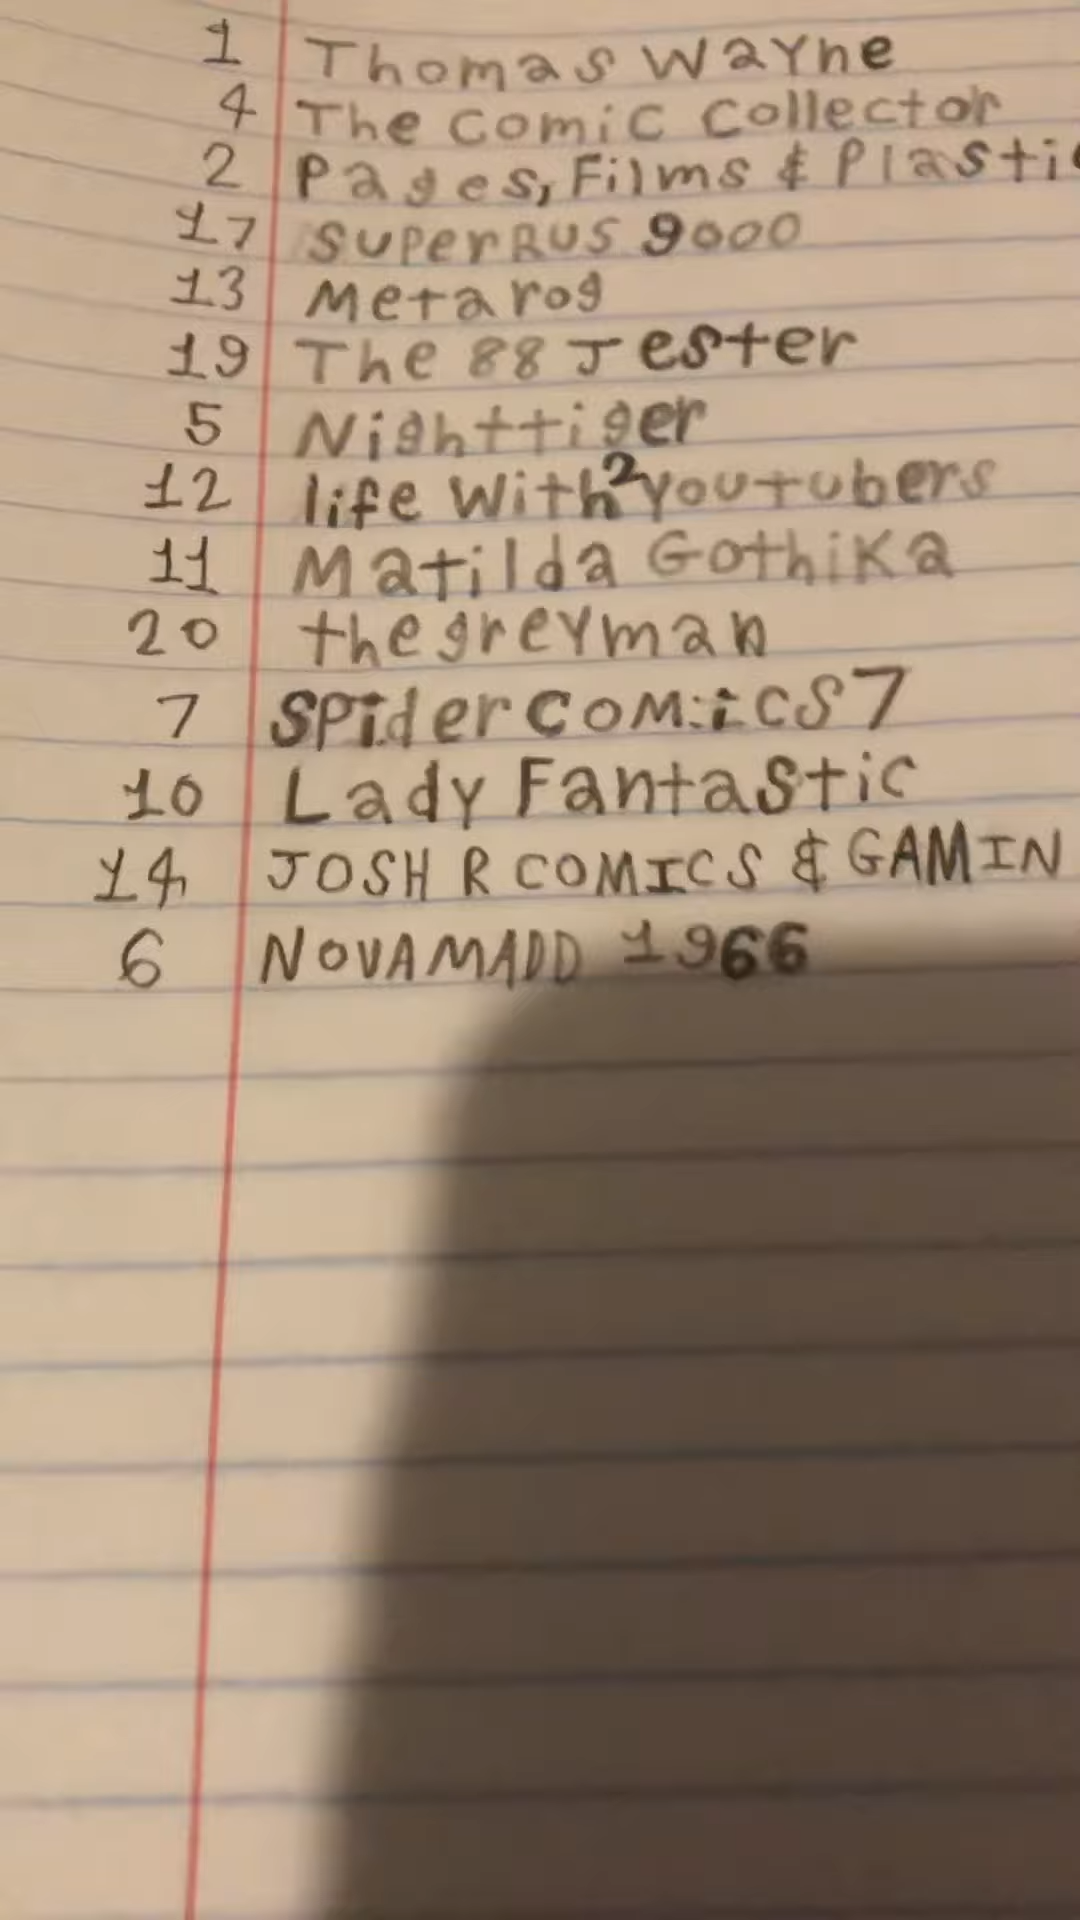 1 Thomas Wayne
4 The Comic Collector
2 Pages, Films & Plastic
17 SuperRUS 9000
13 Metarog
19 The 88 Jester
5 Nighttiger
12 life With 2 Youtubers
11 Matilda Gothika
20 thegreyman
7 Spidercomics7
10 Lady Fantastic
14 JOSH R COMICS & GAMIN
6 NOVAMADD 1966